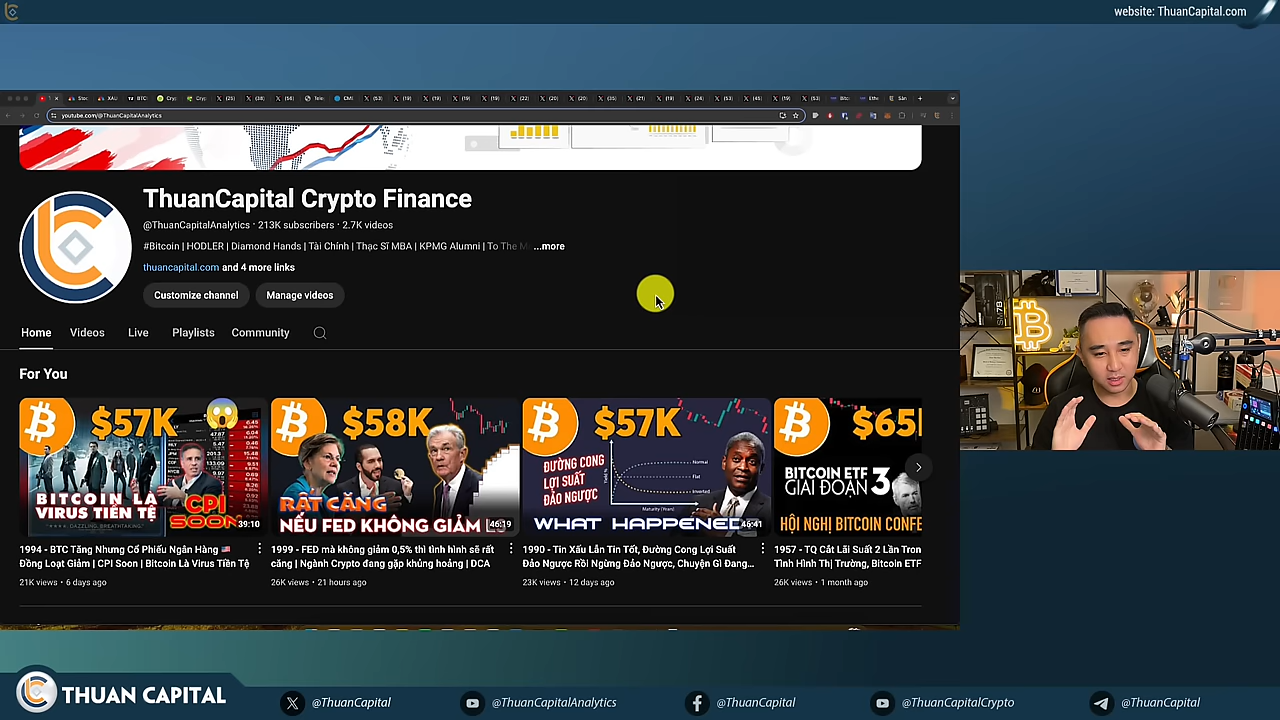 website: ThuanCapital.com
youtube.com/@ThuanCapitalAnalytics
ThuanCapital Crypto Finance
@ThuanCapitalAnalytics · 213K subscribers · 2.7K videos
#Bitcoin | HODLER | Diamond Hands | Tài Chính | Thạc Sĩ MBA | KPMG Alumni | To The M ...more
thuancapital.com and 4 more links
Customize channel Manage videos
Home Videos Live Playlists Community
For You
$57K
BITCOIN LÀ
VIRUS TIỀN TỆ
CPI
SOON
39:10
$58K
RẤT CĂNG
NẾU FED KHÔNG GIẢM
46:19
$57K
ĐƯỜNG CONG
LỢI SUẤT
ĐẢO NGƯỢC
Normal
Flat
Inverted
Maturity (Years)
WHAT HAPPENED
46:41
$65
BITCOIN ETF
GIAI ĐOẠN 3
HỘI NGHỊ BITCOIN CONFE
1994 - BTC Tăng Nhưng Cổ Phiếu Ngân Hàng
Đồng Loạt Giảm | CPI Soon | Bitcoin Là Virus Tiền Tệ
21K views · 6 days ago
1999 - FED mà không giảm 0,5% thì tình hình sẽ rất
căng | Ngành Crypto đang gặp khủng hoảng | DCA
26K views · 21 hours ago
1990 - Tin Xấu Lẫn Tin Tốt, Đường Cong Lợi Suất
Đảo Ngược Rồi Ngừng Đảo Ngược, Chuyện Gì Đang...
23K views · 12 days ago
1957 - TQ Cắt Lãi Suất 2 Lần Tron
Tình Hình Thị Trường, Bitcoin ETF
26K views · 1 month ago
THUAN CAPITAL
@ThuanCapital
@ThuanCapitalAnalytics
@ThuanCapital
@ThuanCapitalCrypto
@ThuanCapital